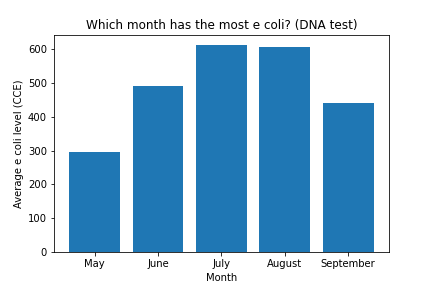 Which month has the most e coli? (DNA test)
Average e coli level (CCE)
600
500
400
300
200
100
0
May June July August September
Month